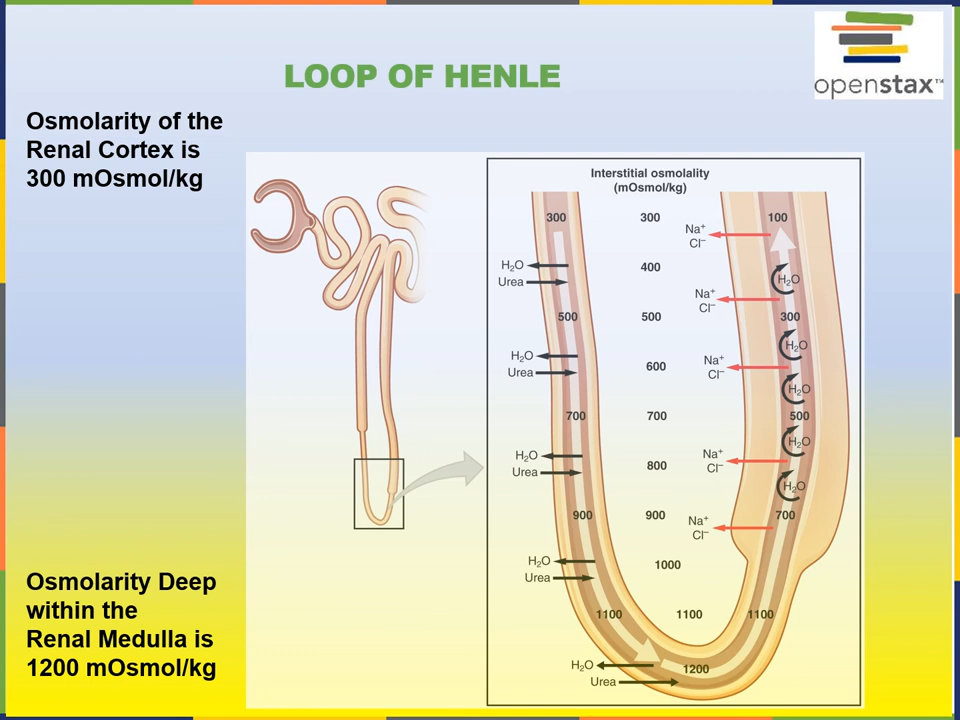 LOOP OF HENLE
openstax™
Osmolarity of the
Renal Cortex is
300 mOsmol/kg
Interstitial osmolality
(mOsmol/kg)
300 300 100
Na⁺
Cl⁻
H₂O 400
Urea H₂O
Na⁺
Cl⁻
500 500 300
H₂O
H₂O 600 Na⁺
Urea Cl⁻
H₂O
700 700 500
H₂O
H₂O 800 Na⁺
Urea Cl⁻
H₂O
900 900 700
Na⁺
Cl⁻
H₂O 1000
Urea
1100 1100 1100
H₂O 1200
Urea
Osmolarity Deep
within the
Renal Medulla is
1200 mOsmol/kg